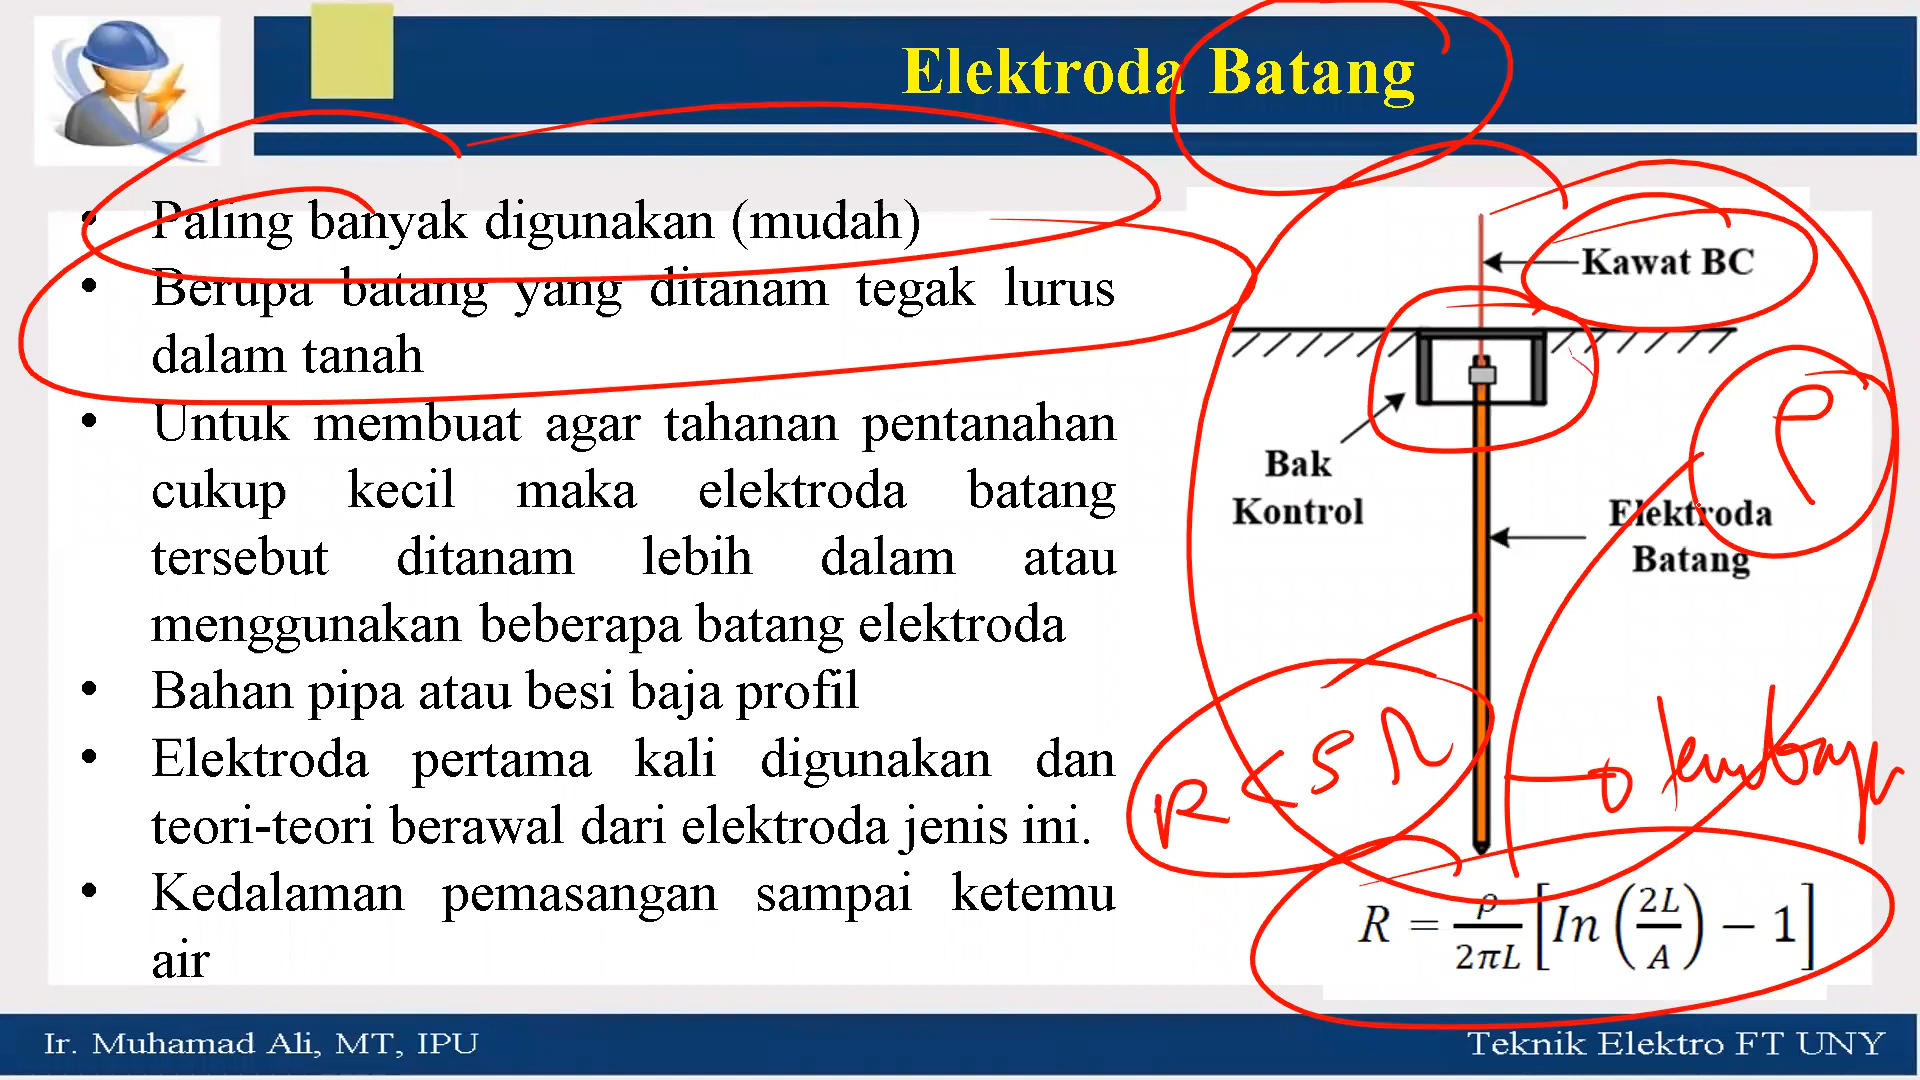 Elektroda Batang
• Paling banyak digunakan (mudah)
• Berupa batang yang ditanam tegak lurus
dalam tanah
• Untuk membuat agar tahanan pentanahan
cukup kecil maka elektroda batang
tersebut ditanam lebih dalam atau
menggunakan beberapa batang elektroda
• Bahan pipa atau besi baja profil
• Elektroda pertama kali digunakan dan
teori-teori berawal dari elektroda jenis ini.
• Kedalaman pemasangan sampai ketemu
air
Kawat BC
Bak
Kontrol
ρ
Elektroda
Batang
R < 5 Ω
R = ρ/2πL [In (2L/A) − 1]
Ir. Muhamad Ali, MT, IPU
Teknik Elektro FT UNY